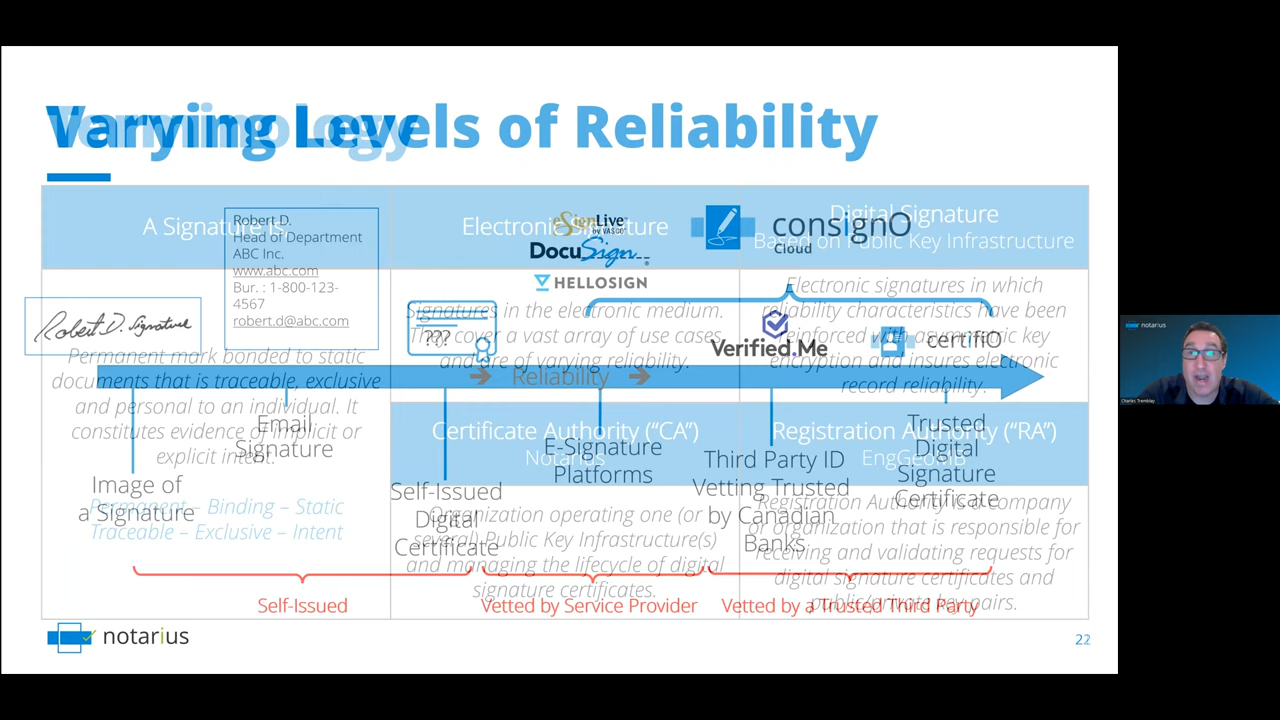 Varying Levels of Reliability
Terminology
A Signature is:
Electronic Signature
Digital Signature
Based on Public Key Infrastructure
Robert D.
Head of Department
ABC Inc.
www.abc.com
Bur. : 1-800-123-
4567
robert.d@abc.com
Robert D. Signature
eSignLive
by VASCO
DocuSign
HELLOSIGN
consignO
Cloud
???
Verified.Me
certifiO
Permanent mark bonded to static
documents that is traceable, exclusive
and personal to an individual. It
constitutes evidence of implicit or
explicit intent.
Permanent – Binding – Static
Traceable – Exclusive – Intent
Signatures in the electronic medium.
They cover a vast array of use cases
and are of varying reliability.
Electronic signatures in which
reliability characteristics have been
with asymmetric key
encryption and insures electronic
record reliability.
Reliability
Certificate Authority (“CA”)
Notarius
Registration Authority (“RA”)
EngGeoMB
Organization operating one (or
several) Public Key Infrastructure(s)
and managing the lifecycle of digital
signature certificates.
Registration Authority is a company
or organization that is responsible for
receiving and validating requests for
digital signature certificates and
public/private key pairs.
Image of
a Signature
Email
Signature
Self-Issued
Digital
Certificate
E-Signature
Platforms
Third Party ID
Vetting Trusted
by Canadian
Banks
Trusted
Digital
Signature
Certificate
Self-Issued
Vetted by Service Provider
Vetted by a Trusted Third Party
notarius
22
notarius
Charles Tremblay